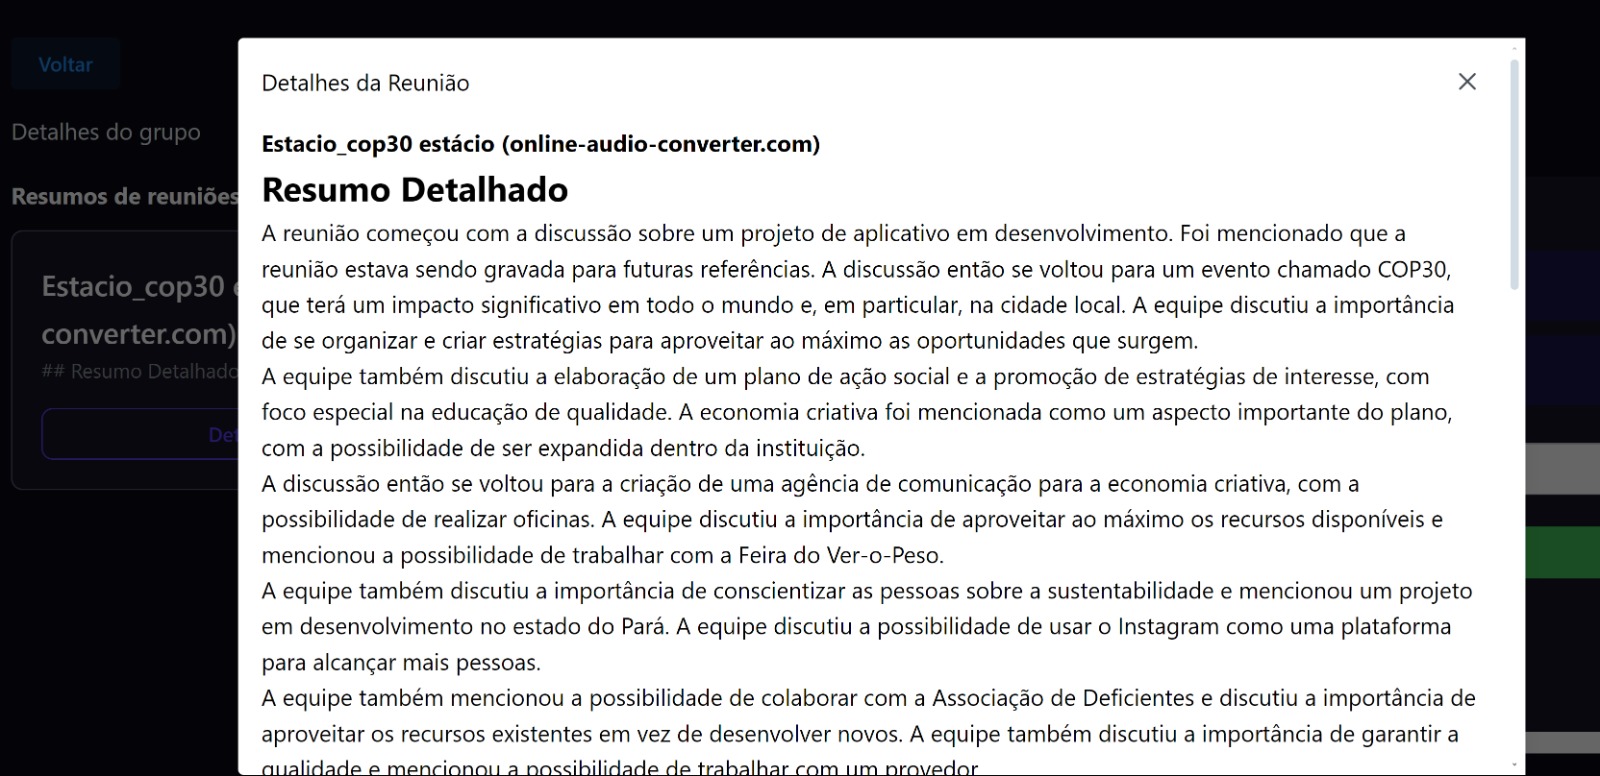 Voltar
Detalhes do grupo
Resumos de reuniões
Estacio_cop30 e
converter.com)
## Resumo Detalhado
Det
Detalhes da Reunião
Estacio_cop30 estácio (online-audio-converter.com)
Resumo Detalhado
A reunião começou com a discussão sobre um projeto de aplicativo em desenvolvimento. Foi mencionado que a
reunião estava sendo gravada para futuras referências. A discussão então se voltou para um evento chamado COP30,
que terá um impacto significativo em todo o mundo e, em particular, na cidade local. A equipe discutiu a importância
de se organizar e criar estratégias para aproveitar ao máximo as oportunidades que surgem.
A equipe também discutiu a elaboração de um plano de ação social e a promoção de estratégias de interesse, com
foco especial na educação de qualidade. A economia criativa foi mencionada como um aspecto importante do plano,
com a possibilidade de ser expandida dentro da instituição.
A discussão então se voltou para a criação de uma agência de comunicação para a economia criativa, com a
possibilidade de realizar oficinas. A equipe discutiu a importância de aproveitar ao máximo os recursos disponíveis e
mencionou a possibilidade de trabalhar com a Feira do Ver-o-Peso.
A equipe também discutiu a importância de conscientizar as pessoas sobre a sustentabilidade e mencionou um projeto
em desenvolvimento no estado do Pará. A equipe discutiu a possibilidade de usar o Instagram como uma plataforma
para alcançar mais pessoas.
A equipe também mencionou a possibilidade de colaborar com a Associação de Deficientes e discutiu a importância de
aproveitar os recursos existentes em vez de desenvolver novos. A equipe também discutiu a importância de garantir a
qualidade e mencionou a possibilidade de trabalhar com um provedor